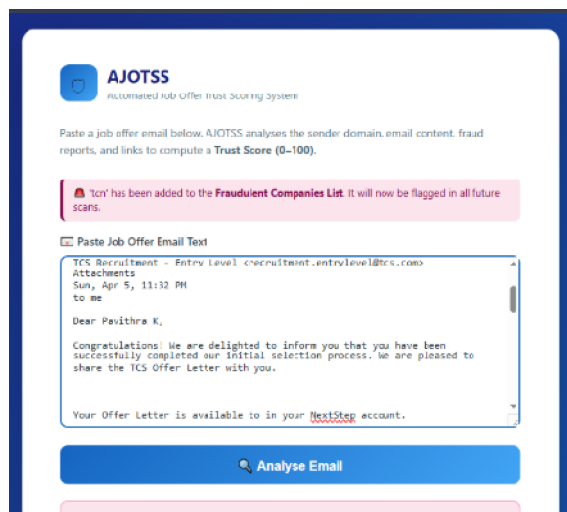 AJOTSS
Automated Job Offer Trust Scoring System
Paste a job offer email below. AJOTSS analyses the sender domain, email content, fraud
reports, and links to compute a Trust Score (0–100).
🚨 'tcn' has been added to the Fraudulent Companies List. It will now be flagged in all future
scans.
📧 Paste Job Offer Email Text
TCS Recruitment - Entry Level <recruitment.entrylevel@tcs.com>
Attachments
Sun, Apr 5, 11:32 PM
to me
Dear Pavithra K,
Congratulations! We are delighted to inform you that you have been
successfully completed our initial selection process. We are pleased to
share the TCS Offer Letter with you.
Your Offer Letter is available to in your NextStep account.
🔍 Analyse Email